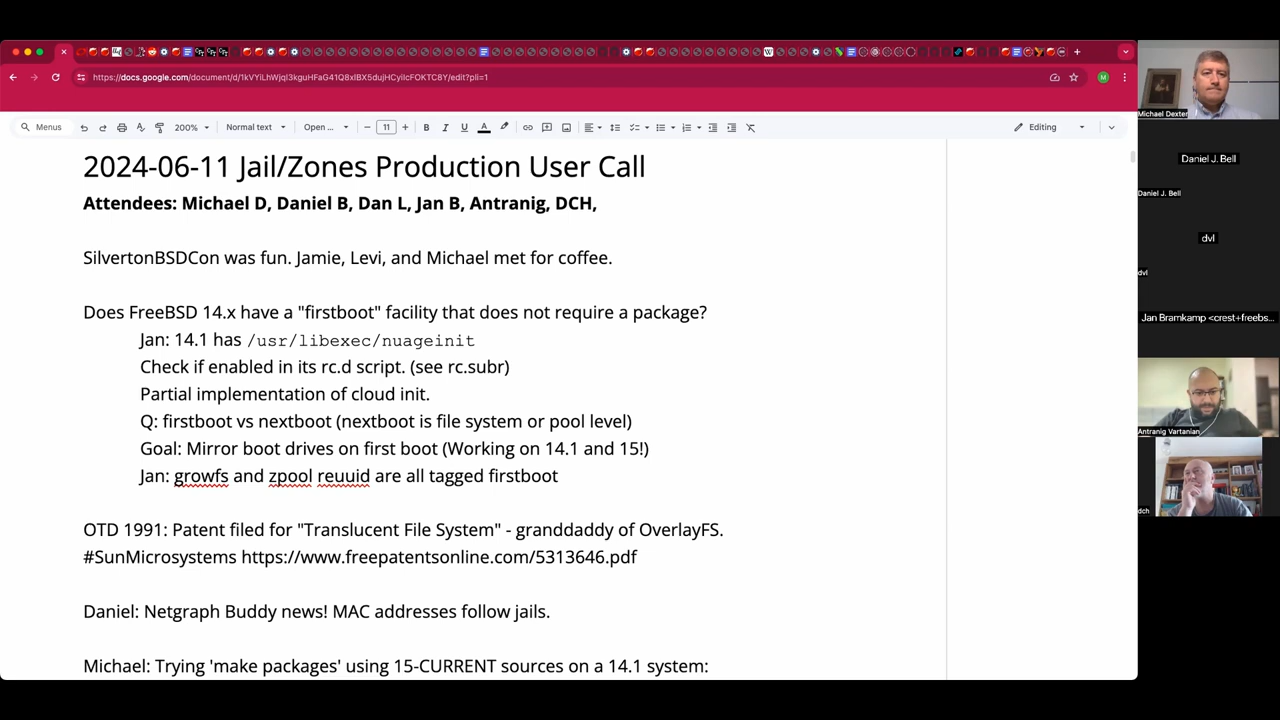 https://docs.google.com/document/d/1kVYiLhWjqI3kguHFaG41Q8xIBX5dujHCyiIcFOKTC8Y/edit?pli=1
M
Menus
200%
Normal text
Open ...
11
B I U A
Editing
2024-06-11 Jail/Zones Production User Call
Attendees: Michael D, Daniel B, Dan L, Jan B, Antranig, DCH,
SilvertonBSDCon was fun. Jamie, Levi, and Michael met for coffee.
Does FreeBSD 14.x have a "firstboot" facility that does not require a package?
Jan: 14.1 has /usr/libexec/nuageinit
Check if enabled in its rc.d script. (see rc.subr)
Partial implementation of cloud init.
Q: firstboot vs nextboot (nextboot is file system or pool level)
Goal: Mirror boot drives on first boot (Working on 14.1 and 15!)
Jan: growfs and zpool reuuid are all tagged firstboot
OTD 1991: Patent filed for "Translucent File System" - granddaddy of OverlayFS.
#SunMicrosystems https://www.freepatentsonline.com/5313646.pdf
Daniel: Netgraph Buddy news! MAC addresses follow jails.
Michael: Trying 'make packages' using 15-CURRENT sources on a 14.1 system:
Michael Dexter
Daniel J. Bell
Daniel J. Bell
dvl
dvl
Jan Bramkamp <crest+freebs...
Antranig Vartanian
dch